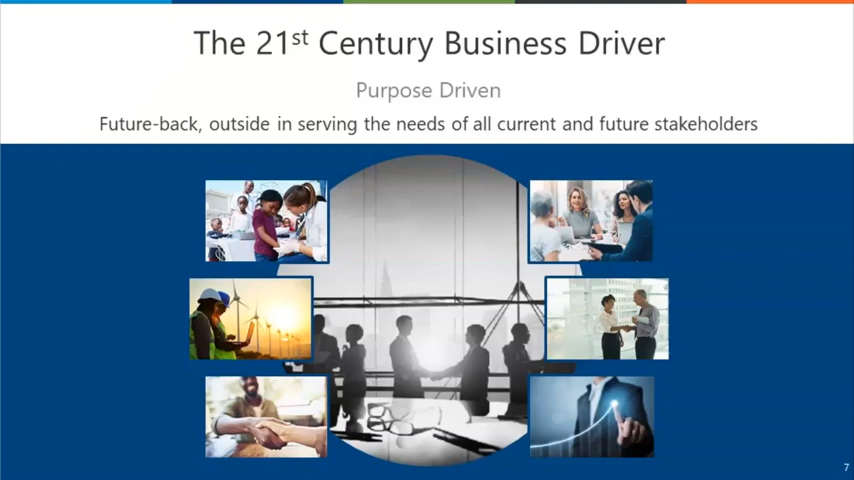 The 21st Century Business Driver
Purpose Driven
Future-back, outside in serving the needs of all current and future stakeholders
7